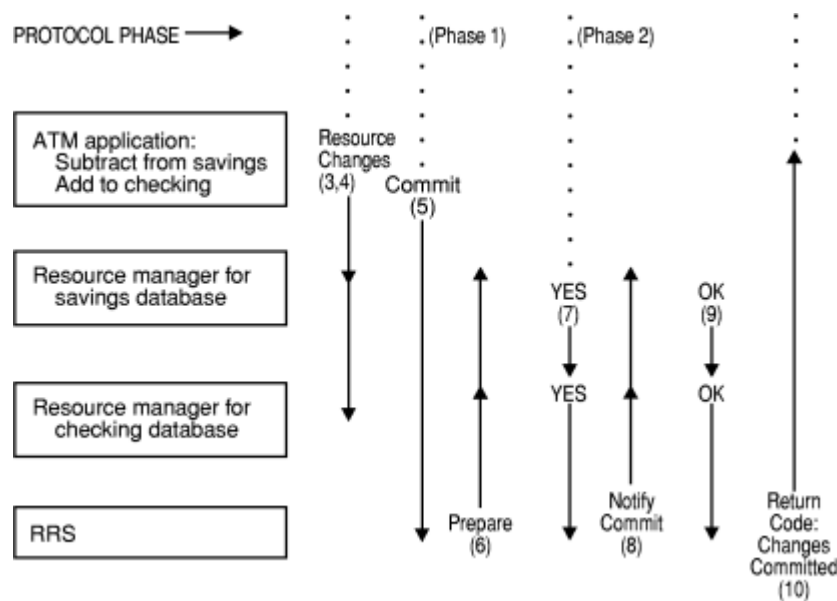 PROTOCOL PHASE
(Phase 1)
(Phase 2)
ATM application:
Subtract from savings
Add to checking
Resource
Changes
(3,4)
Commit
(5)
Resource manager for
savings database
YES
(7)
OK
(9)
Resource manager for
checking database
YES
OK
RRS
Prepare
(6)
Notify
Commit
(8)
Return
Code:
Changes
Committed
(10)